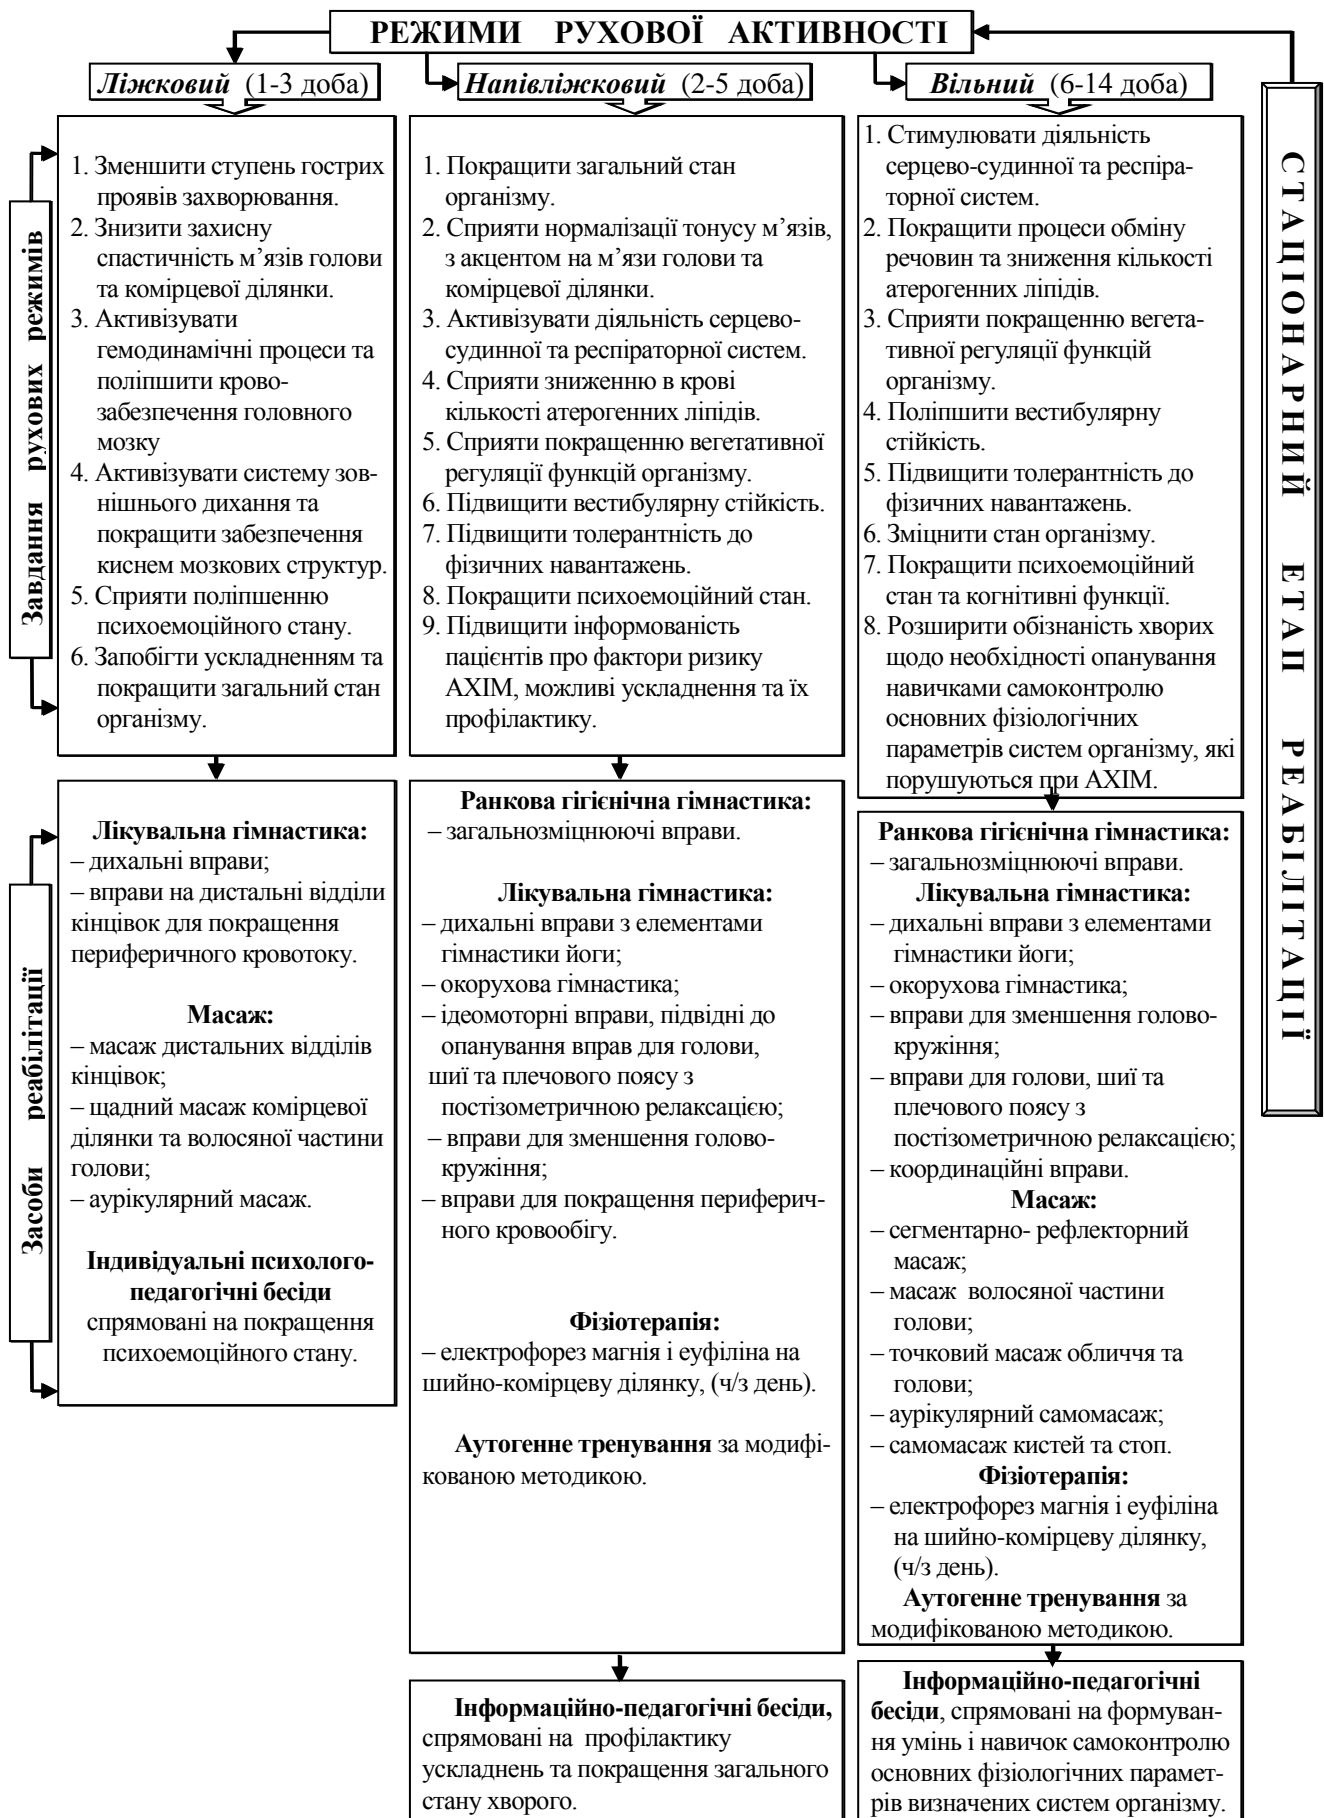 РЕЖИМИ РУХОВОЇ АКТИВНОСТІ
Ліжковий (1-3 доба)
Напівліжковий (2-5 доба)
Вільний (6-14 доба)
СТАЦІОНАРНИЙ ЕТАП РЕАБІЛІТАЦІЇ
Завдання рухових режимів
1. Зменшити ступень гострих
проявів захворювання.
2. Знизити захисну
спастичність м’язів голови
та комірцевої ділянки.
3. Активізувати
гемодинамічні процеси та
поліпшити крово-
забезпечення головного
мозку
4. Активізувати систему зов-
нішнього дихання та
покращити забезпечення
киснем мозкових структур.
5. Сприяти поліпшенню
психоемоційного стану.
6. Запобігти ускладненням та
покращити загальний стан
організму.
1. Покращити загальний стан
організму.
2. Сприяти нормалізації тонусу м’язів,
з акцентом на м’язи голови та
комірцевої ділянки.
3. Активізувати діяльність серцево-
судинної та респіраторної систем.
4. Сприяти зниженню в крові
кількості атерогенних ліпідів.
5. Сприяти покращенню вегетативної
регуляції функцій організму.
6. Підвищити вестибулярну стійкість.
7. Підвищити толерантність до
фізичних навантажень.
8. Покращити психоемоційний стан.
9. Підвищити інформованість
пацієнтів про фактори ризику
АХІМ, можливі ускладнення та їх
профілактику.
1. Стимулювати діяльність
серцево-судинної та респіра-
торної систем.
2. Покращити процеси обміну
речовин та зниження кількості
атерогенних ліпідів.
3. Сприяти покращенню вегета-
тивної регуляції функцій
організму.
4. Поліпшити вестибулярну
стійкість.
5. Підвищити толерантність до
фізичних навантажень.
6. Зміцнити стан організму.
7. Покращити психоемоційний
стан та когнітивні функції.
8. Розширити обізнаність хворих
щодо необхідності опанування
навичками самоконтролю
основних фізіологічних
параметрів систем організму, які
порушуються при АХІМ.
Засоби реабілітації
Лікувальна гімнастика:
– дихальні вправи;
– вправи на дистальні відділи
кінцівок для покращення
периферичного кровотоку.
Масаж:
– масаж дистальних відділів
кінцівок;
– щадний масаж комірцевої
ділянки та волосяної частини
голови;
– аурікулярний масаж.
Індивідуальні психолого-
педагогічні бесіди
спрямовані на покращення
психоемоційного стану.
Ранкова гігієнічна гімнастика:
– загальнозміцнюючі вправи.
Лікувальна гімнастика:
– дихальні вправи з елементами
гімнастики йоги;
– окорухова гімнастика;
– ідеомоторні вправи, підвідні до
опанування вправ для голови,
шиї та плечового поясу з
постізометричною релаксацією;
– вправи для зменшення голово-
кружіння;
– вправи для покращення периферич-
ного кровообігу.
Фізіотерапія:
– електрофорез магнія і еуфіліна на
шийно-комірцеву ділянку, (ч/з день).
Аутогенне тренування за модифі-
кованою методикою.
Ранкова гігієнічна гімнастика:
– загальнозміцнюючі вправи.
Лікувальна гімнастика:
– дихальні вправи з елементами
гімнастики йоги;
– окорухова гімнастика;
– вправи для зменшення голово-
кружіння;
– вправи для голови, шиї та
плечового поясу з
постізометричною релаксацією;
– координаційні вправи.
Масаж:
– сегментарно- рефлекторний
масаж;
– масаж волосяної частини
голови;
– точковий масаж обличчя та
голови;
– аурікулярний самомасаж;
– самомасаж кистей та стоп.
Фізіотерапія:
– електрофорез магнія і еуфіліна
на шийно-комірцеву ділянку,
(ч/з день).
Аутогенне тренування за
модифікованою методикою.
Інформаційно-педагогічні бесіди,
спрямовані на профілактику
ускладнень та покращення загального
стану хворого.
Інформаційно-педагогічні
бесіди, спрямовані на формуван-
ня умінь і навичок самоконтролю
основних фізіологічних парамет-
рів визначених систем організму.